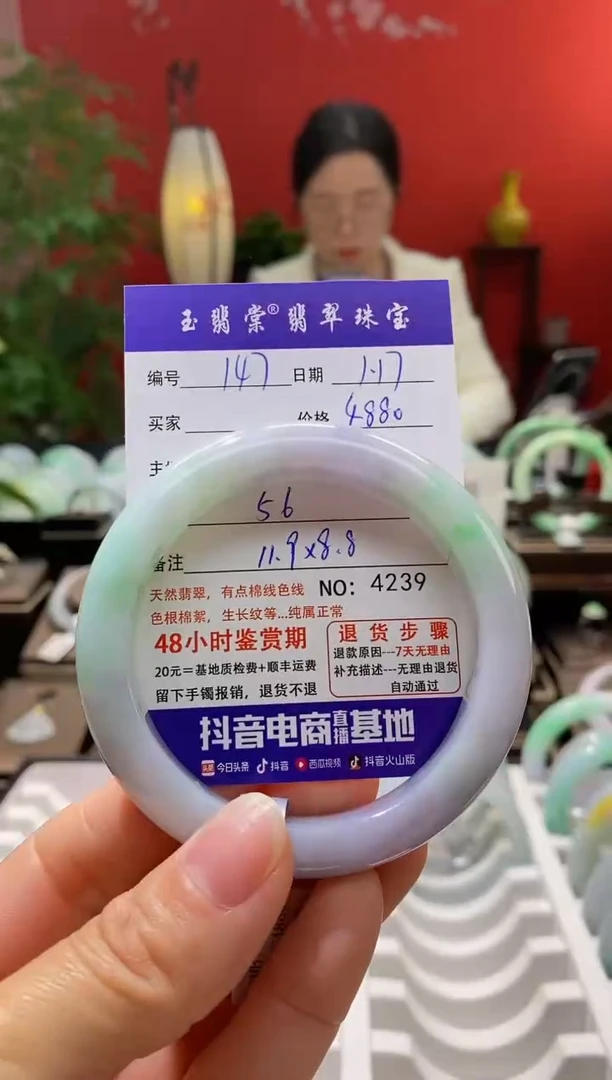 玉翡棠®翡翠珠宝
编号 147 日期 1.17
买家 价格 4880
56
备注 11.9x8.8
天然翡翠，有点棉线色线 NO：4239
色根棉絮，生长纹等...纯属正常
48小时鉴赏期
20元＝基地质检费+顺丰运费
留下手镯报销，退货不退
退货步骤
退款原因---7天无理由
补充描述---无理由退货
自动通过
抖音电商直播基地
头条 今日头条 抖音 西瓜视频 抖音火山版